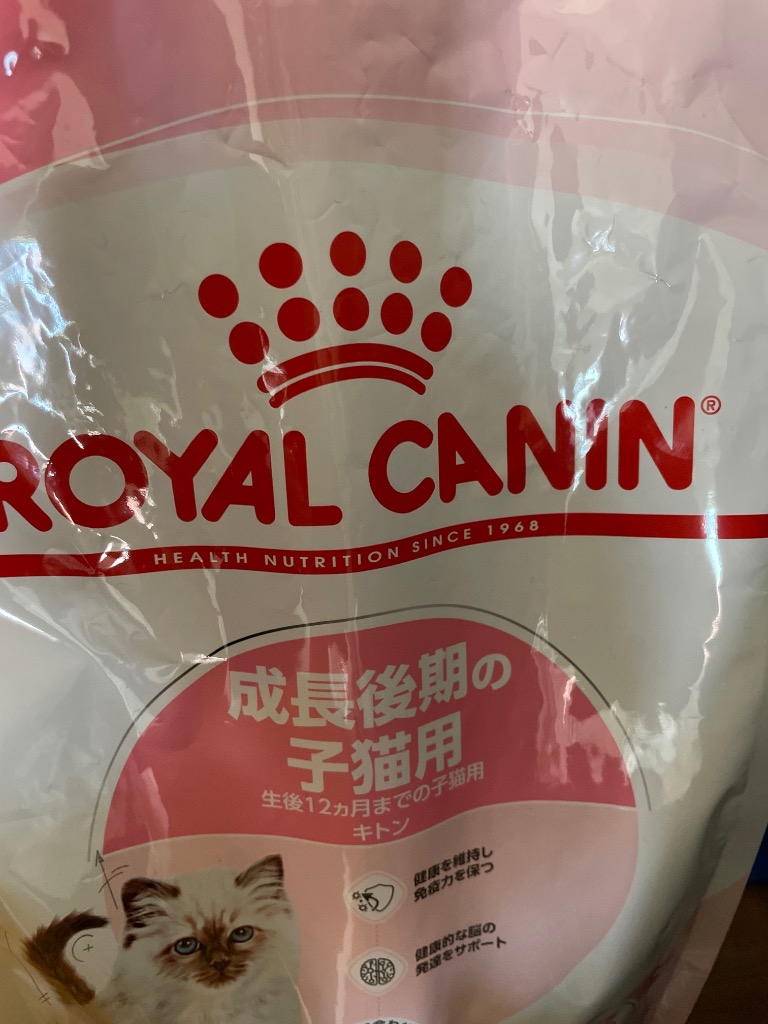 ROYAL CANIN®
HEALTH NUTRITION SINCE 1968
成長後期の
子猫用
生後12ヵ月までの子猫用
キトン
健康を維持し
免疫力を保つ
健康的な脳の
発達をサポート